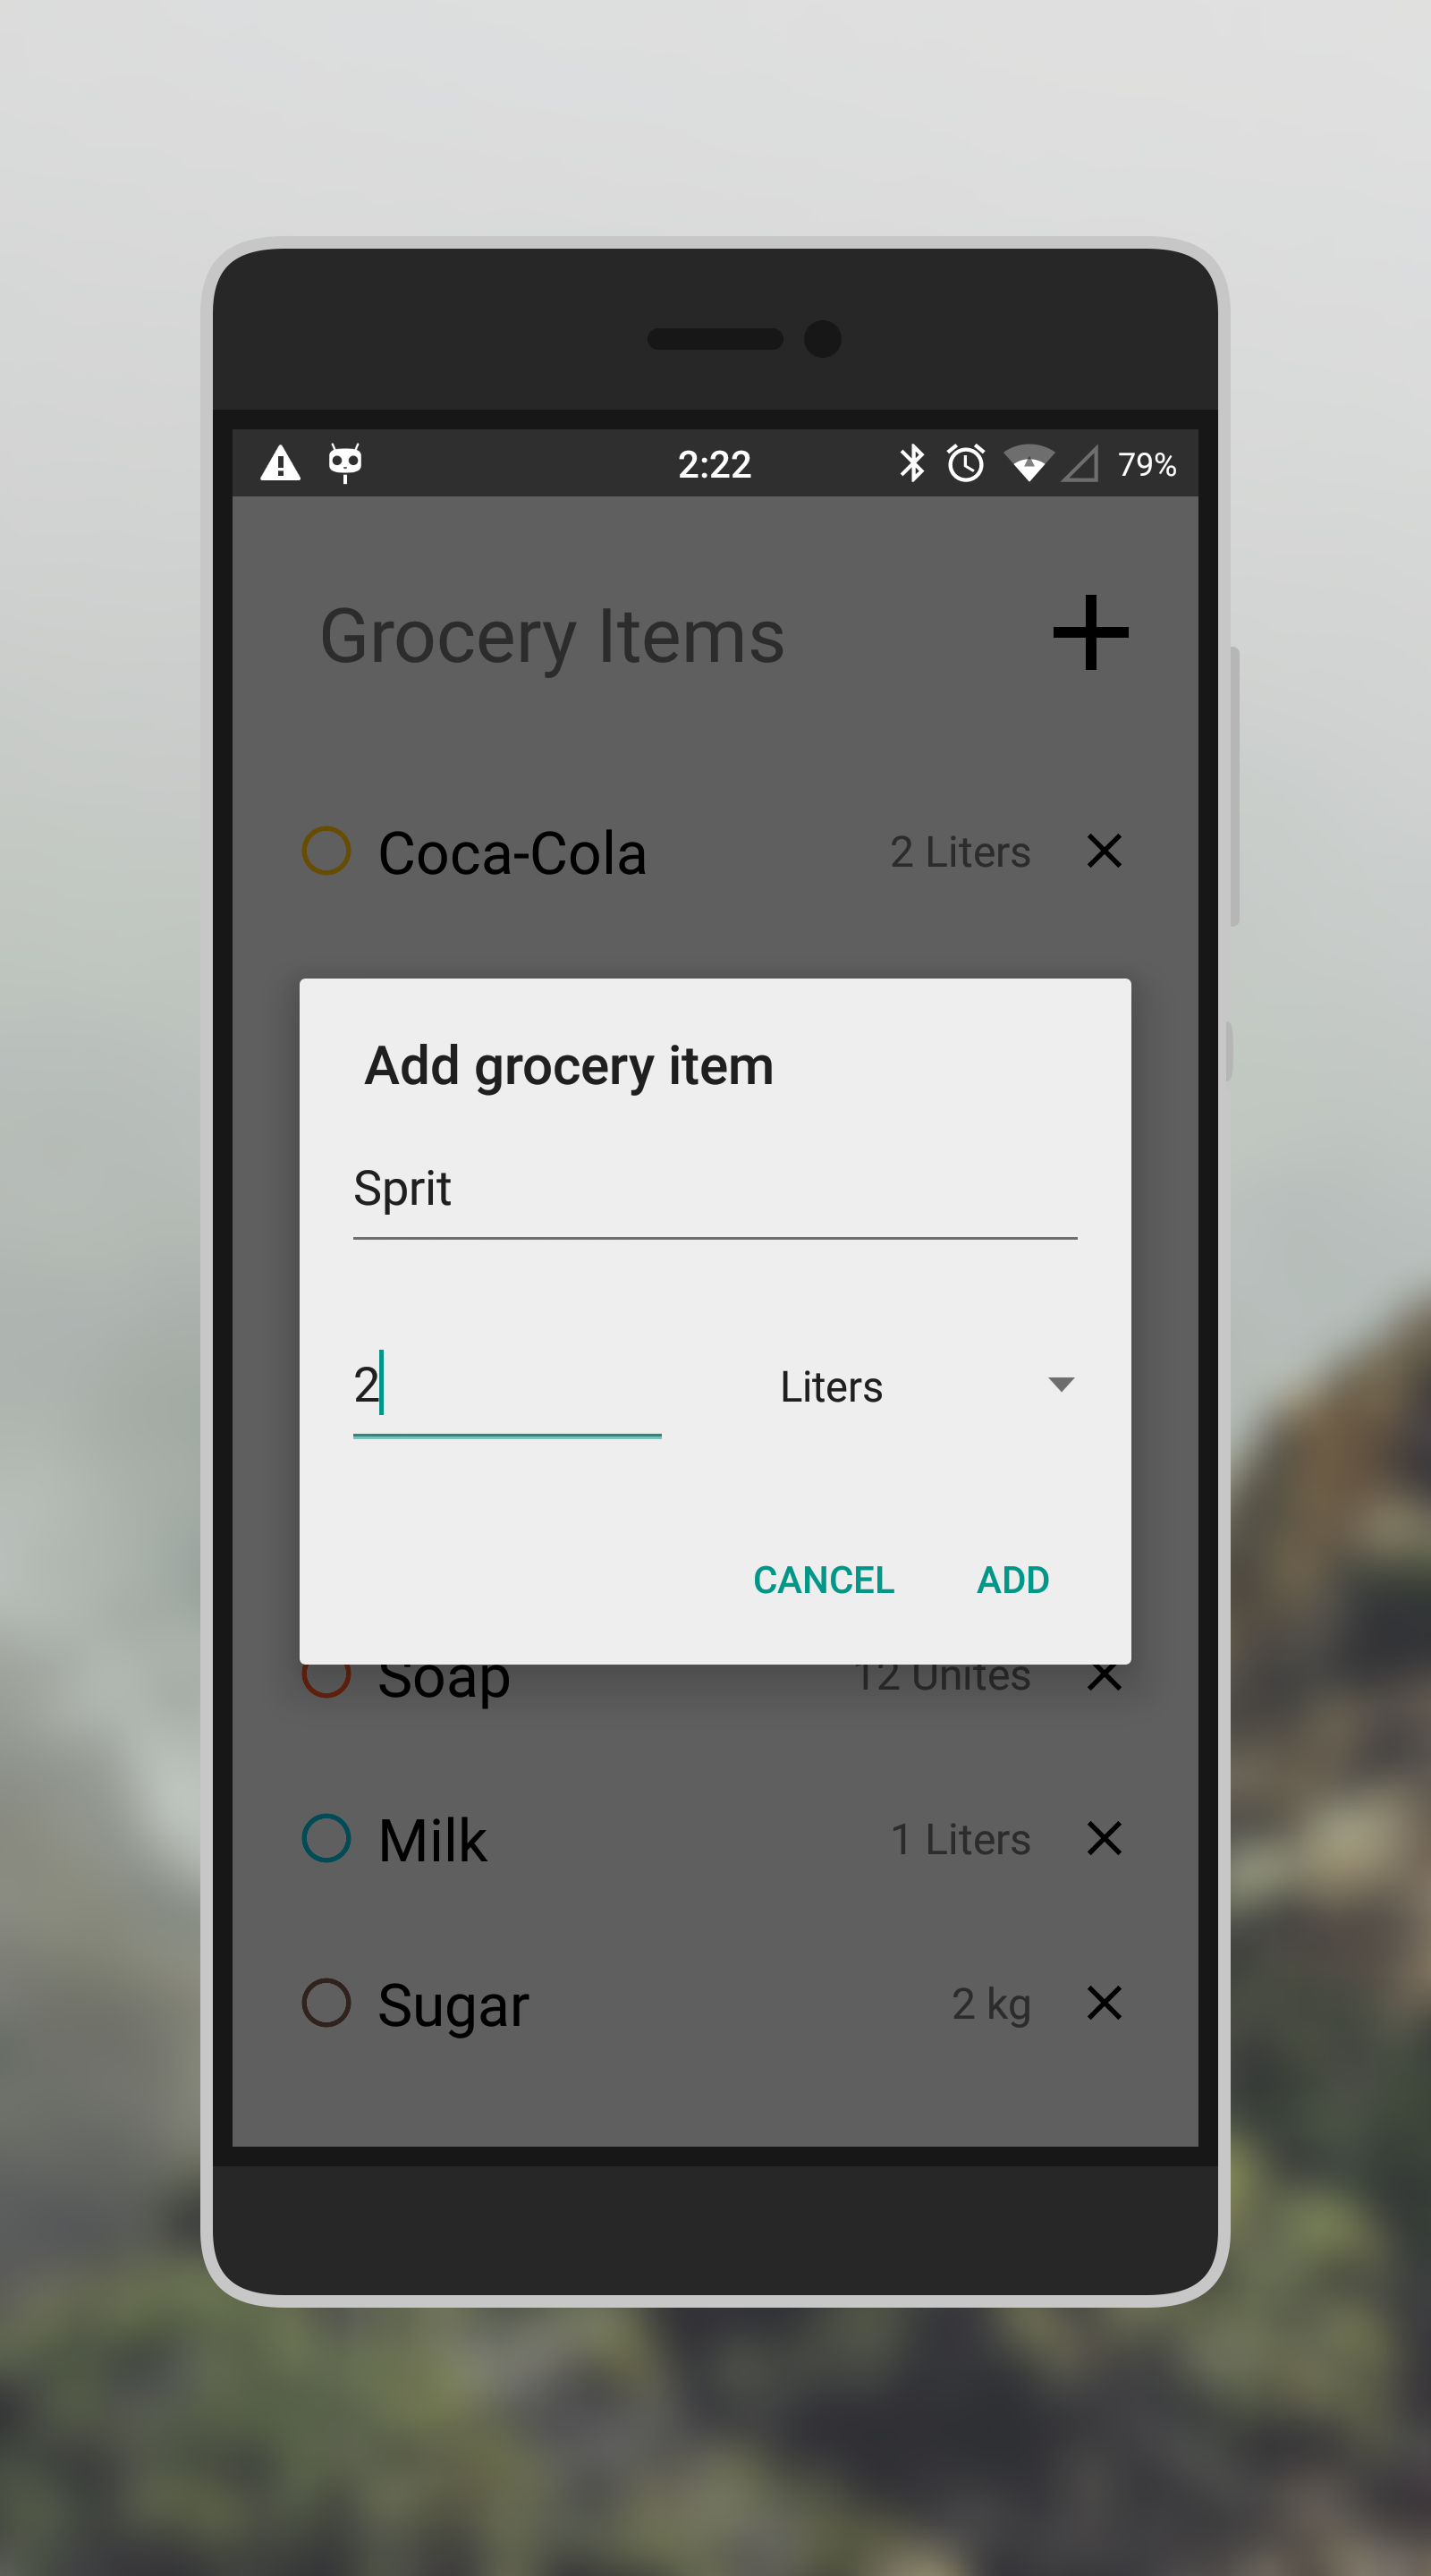 2:22 79%
Grocery Items
Coca-Cola 2 Liters
Add grocery item
Sprit
2 Liters
CANCEL ADD
Soap 12 Unites
Milk 1 Liters
Sugar 2 kg